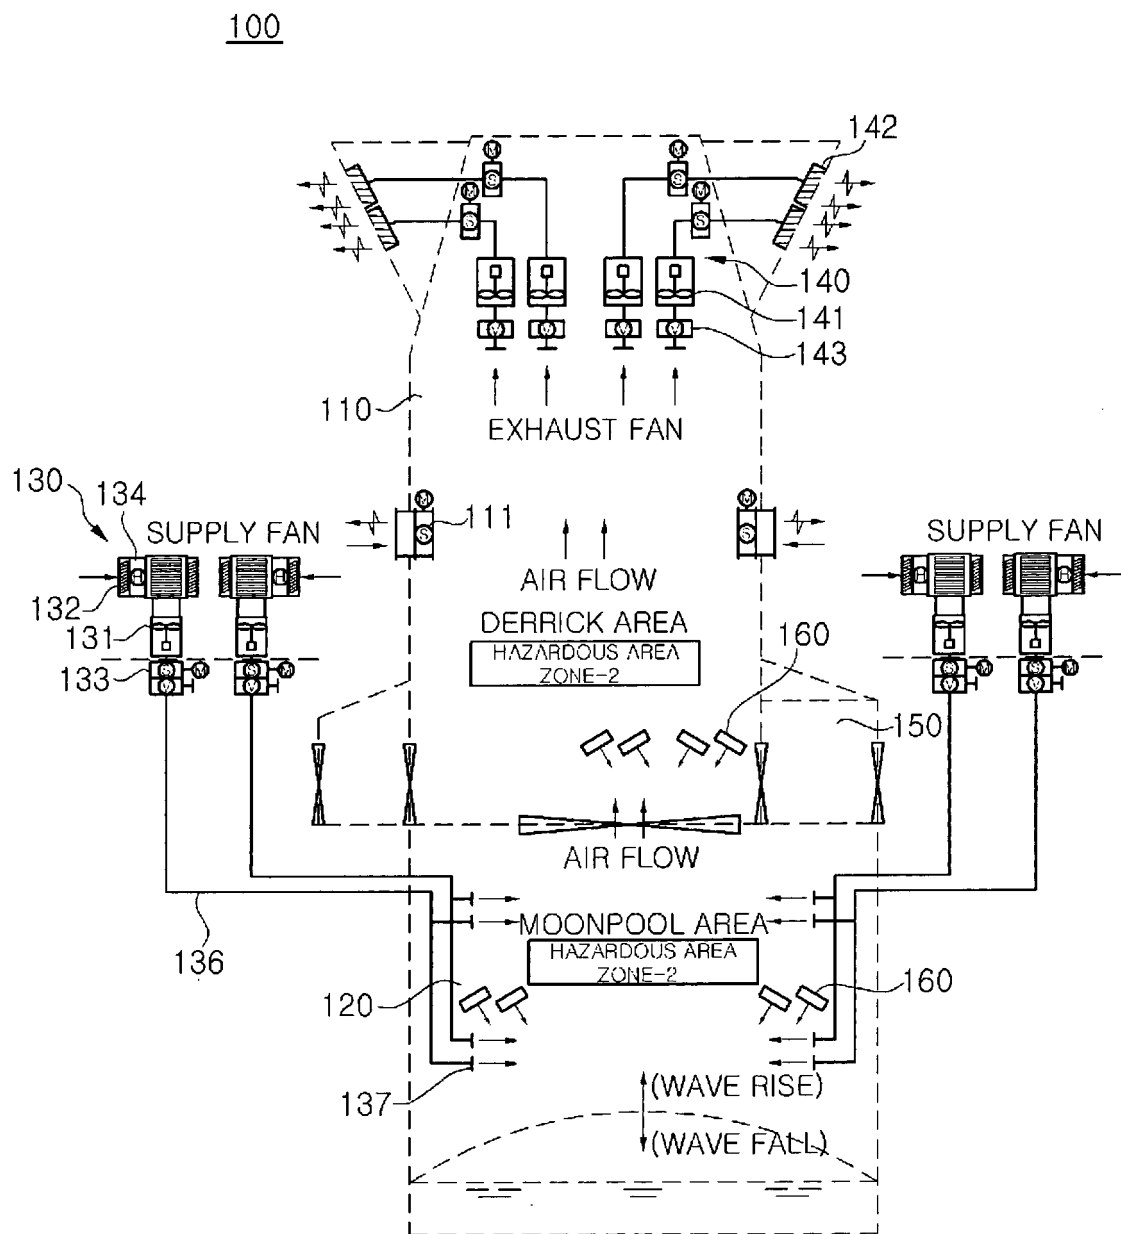 100
142
M
M
S
S
M
M
S
S
140
141
V
V
V
V
143
110
EXHAUST FAN
130
134
SUPPLY FAN
M
S
111
M
S
SUPPLY FAN
AIR FLOW
132
H
H
H
H
131
DERRICK AREA
HAZARDOUS AREA
ZONE-2
160
133
S
V
M
S
V
M
S
V
M
S
V
M
150
AIR FLOW
MOONPOOL AREA
HAZARDOUS AREA
ZONE-2
136
120
160
137
(WAVE RISE)
(WAVE FALL)